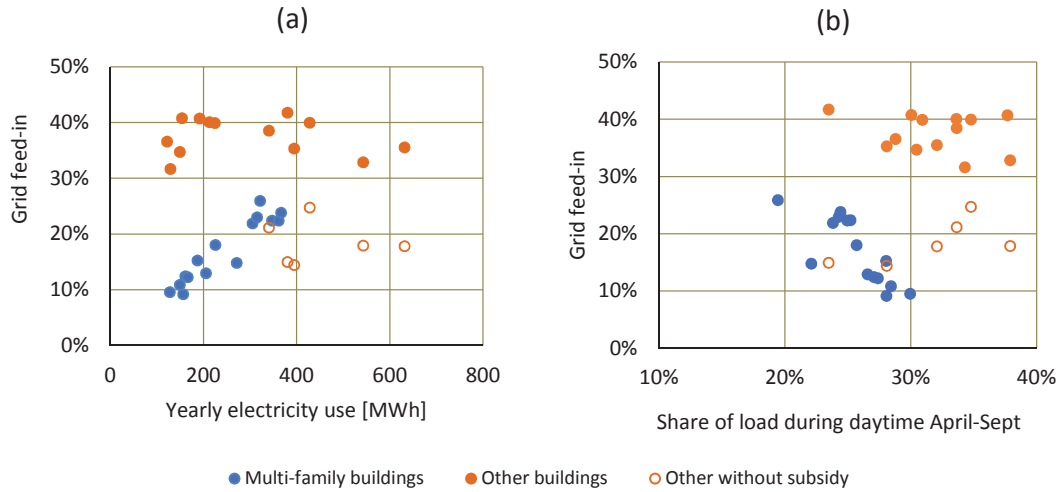 (a)
Grid feed-in
50%
40%
30%
20%
10%
0%
0 200 400 600 800
Yearly electricity use [MWh]
(b)
Grid feed-in
50%
40%
30%
20%
10%
0%
10% 20% 30% 40%
Share of load during daytime April-Sept
Multi-family buildings Other buildings Other without subsidy